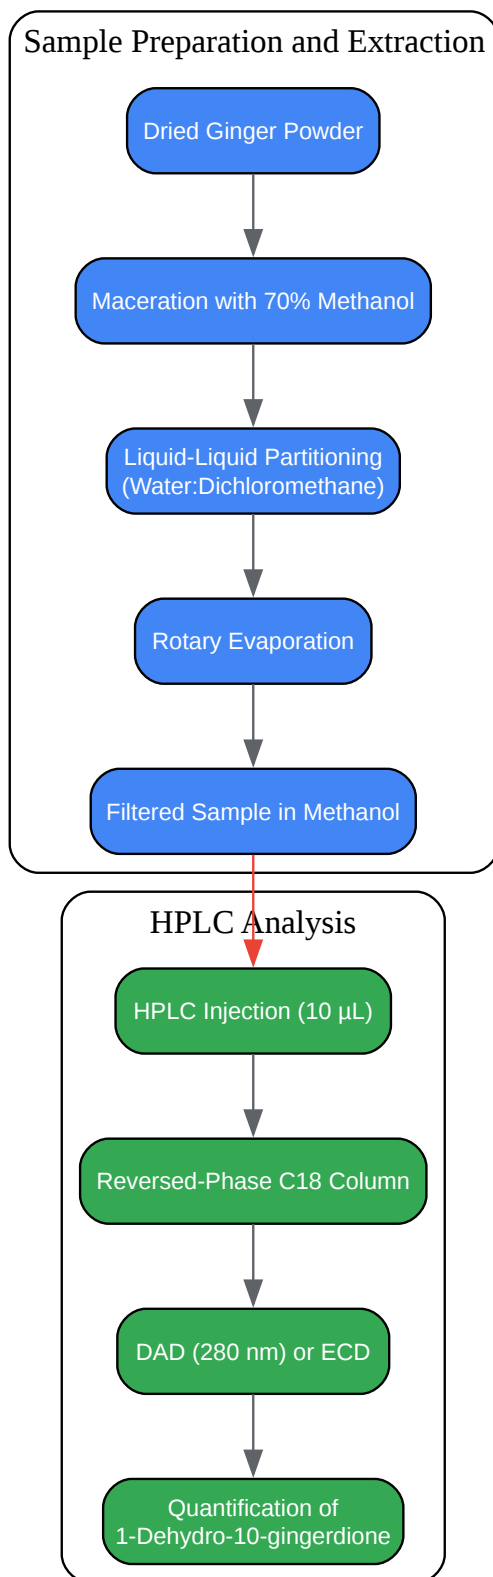 Sample Preparation and Extraction
Dried Ginger Powder
Maceration with 70% Methanol
Liquid-Liquid Partitioning
(Water:Dichloromethane)
Rotary Evaporation
Filtered Sample in Methanol
HPLC Analysis
HPLC Injection (10 µL)
Reversed-Phase C18 Column
DAD (280 nm) or ECD
Quantification of
1-Dehydro-10-gingerdione